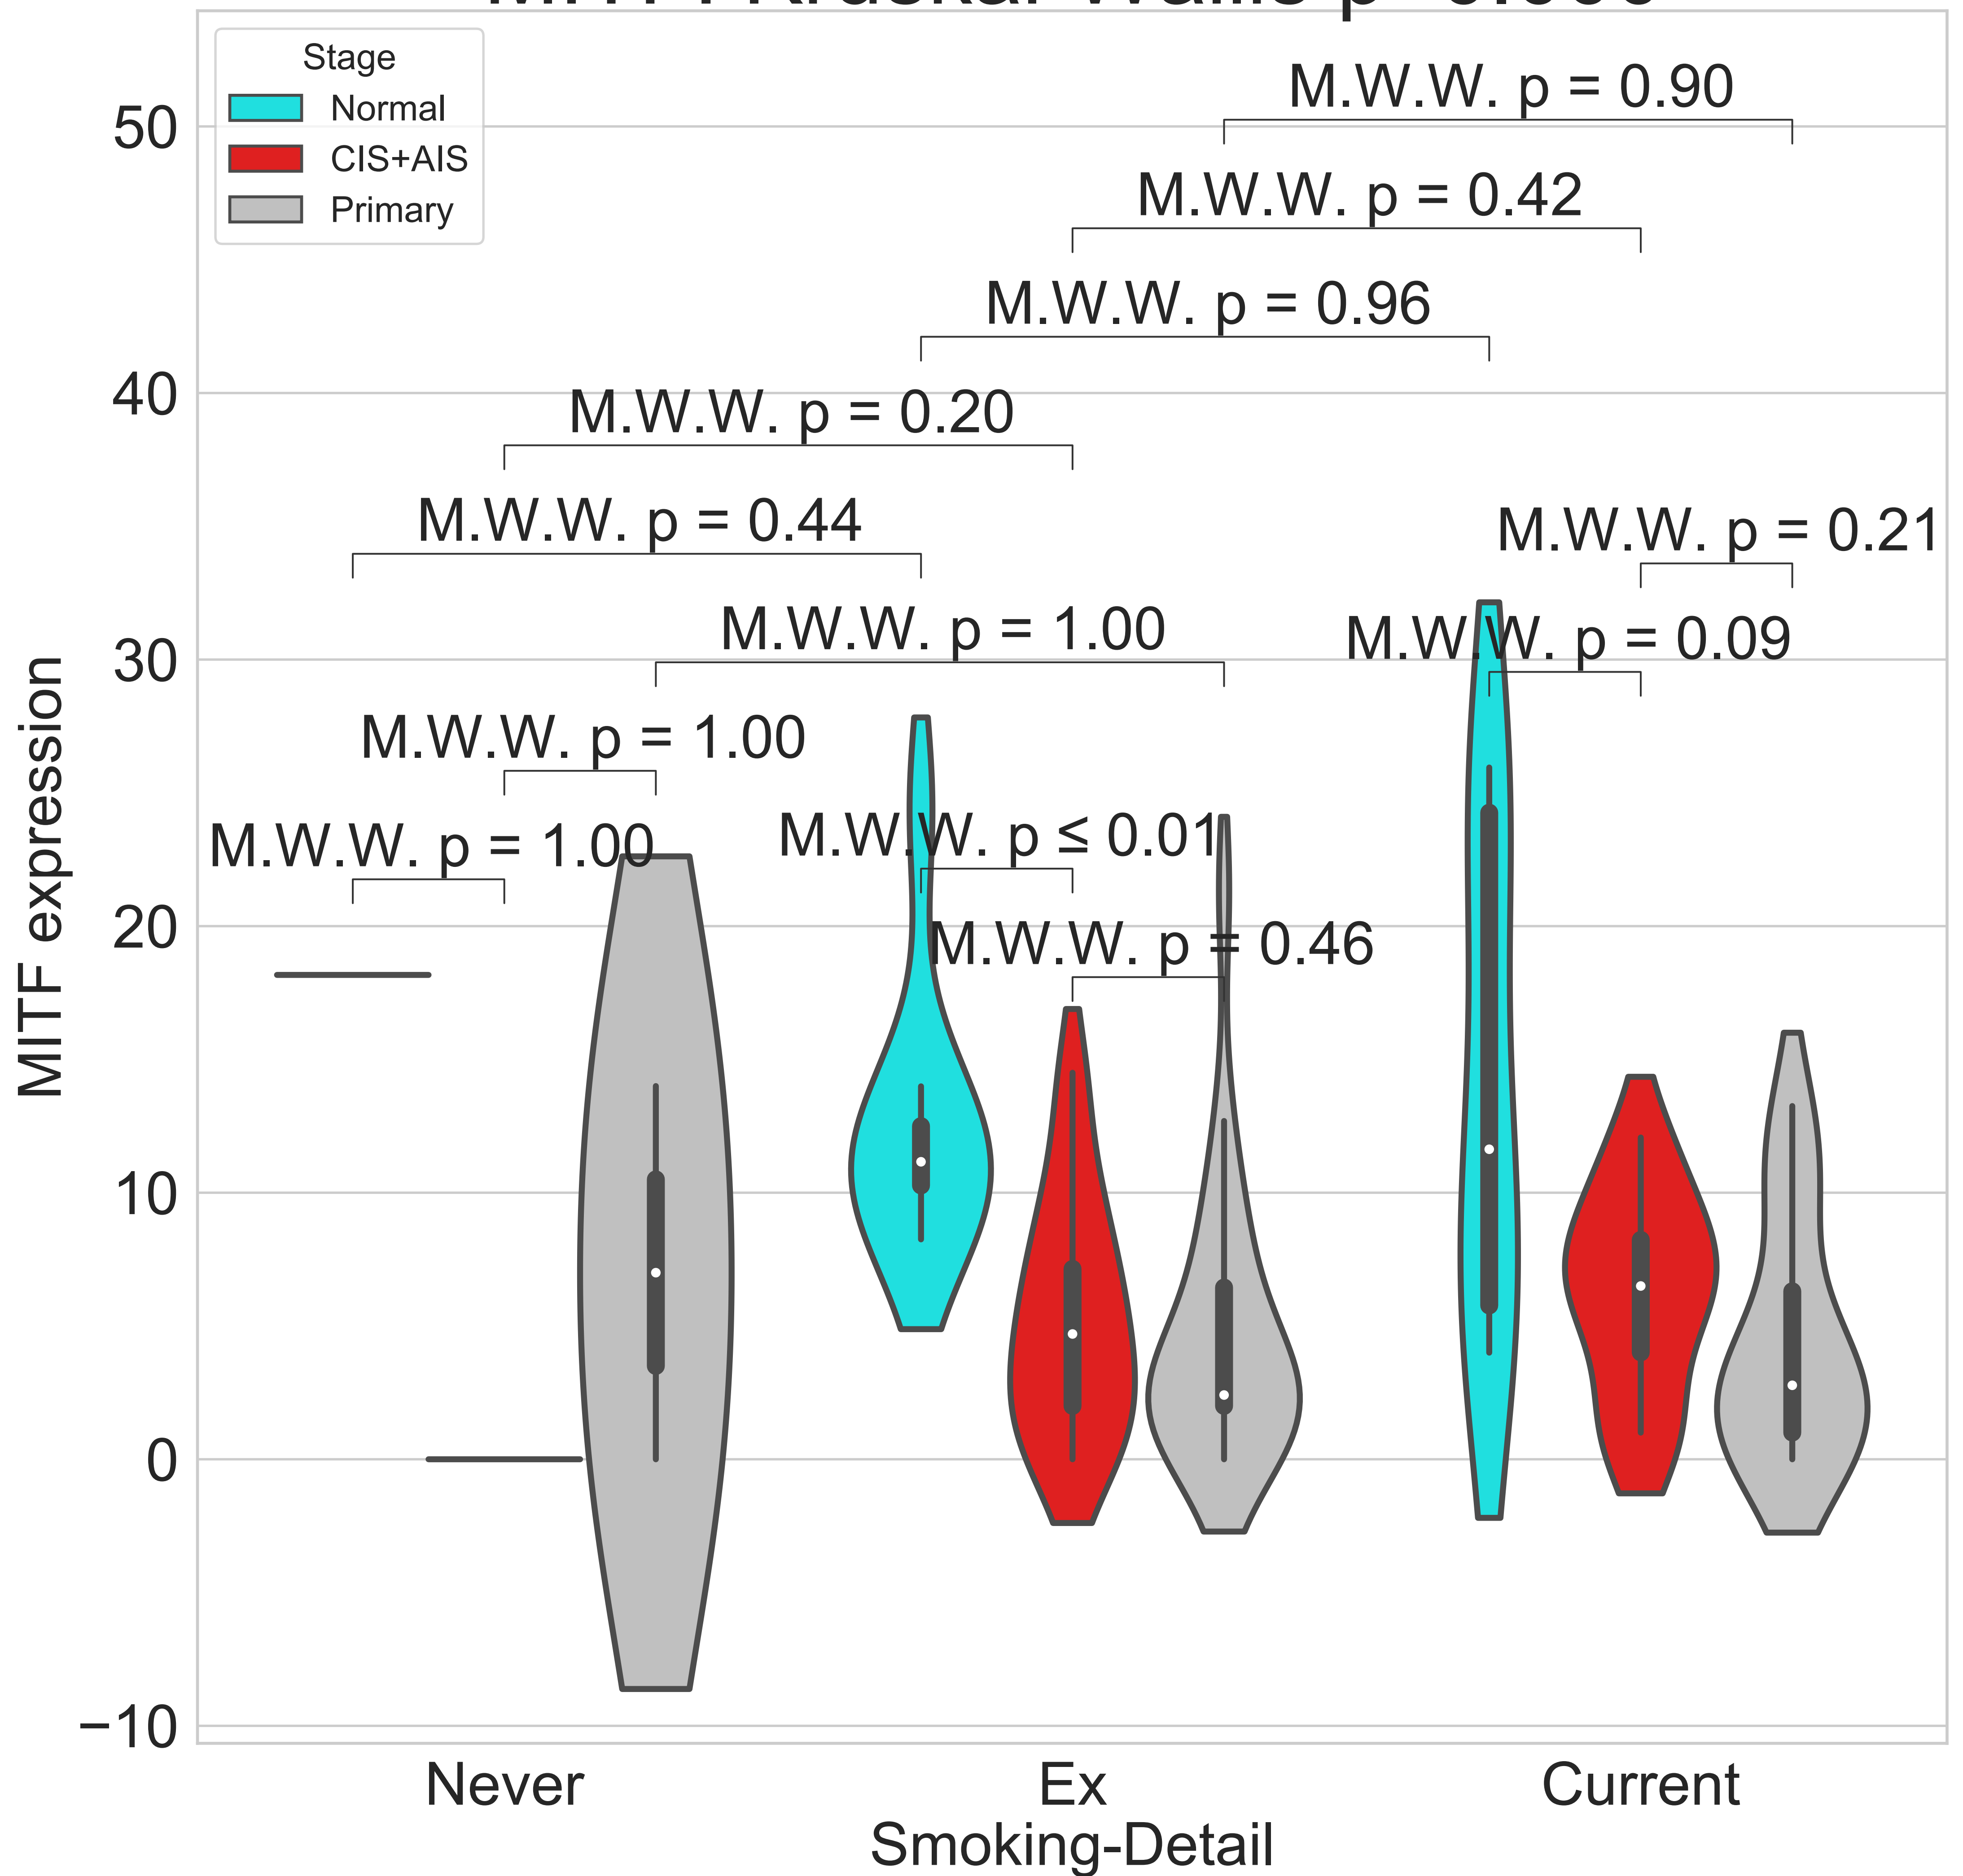 Stage
Normal
CIS+AIS
Primary
M.W.W. p = 0.90
M.W.W. p = 0.42
M.W.W. p = 0.96
M.W.W. p = 0.20
M.W.W. p = 0.44
M.W.W. p = 0.21
M.W.W. p = 1.00
M.W.W. p = 0.09
M.W.W. p = 1.00
M.W.W. p = 1.00
M.W.W. p ≤ 0.01
M.W.W. p = 0.46
50
40
30
20
10
0
−10
MITF expression
Never
Ex
Current
Smoking-Detail